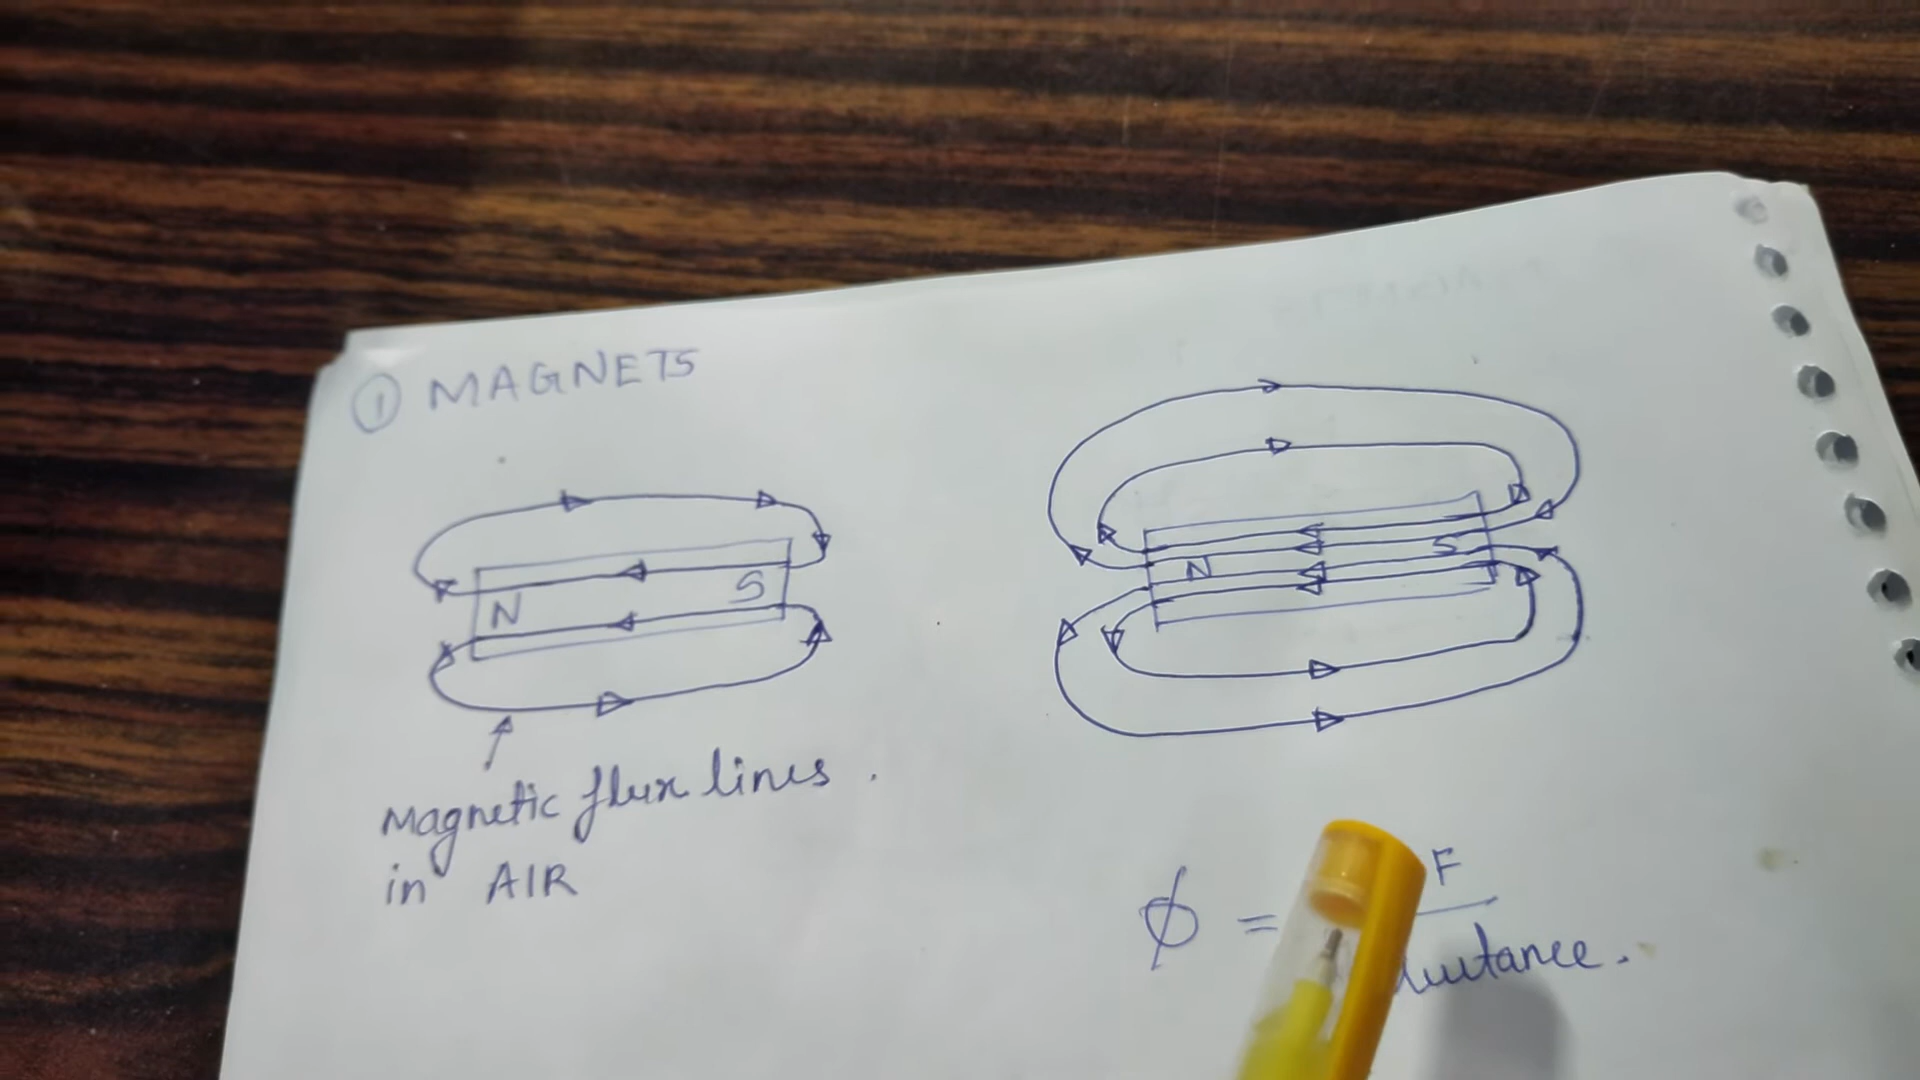 ① MAGNETS
N S
N S
Magnetic flux lines.
in AIR
ϕ = F